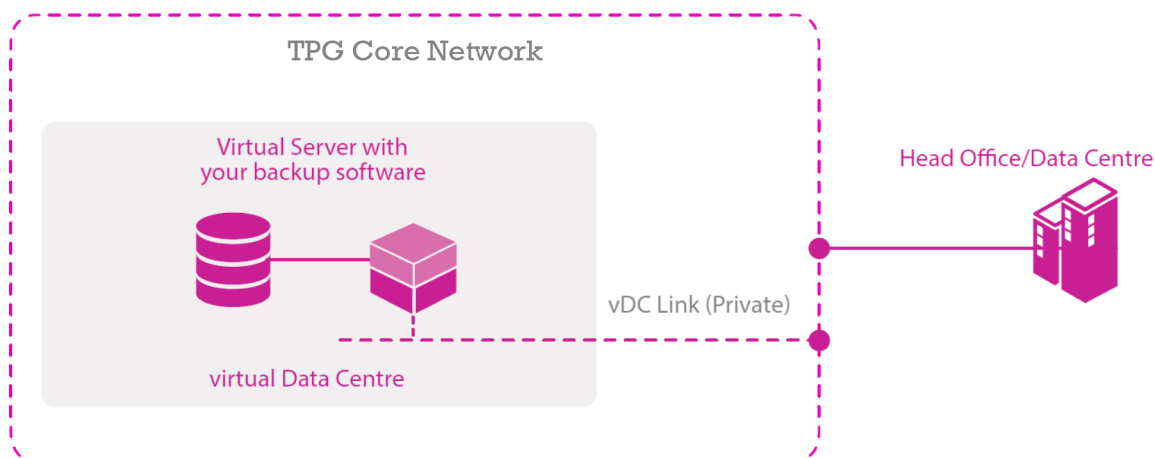 TPG Core Network
Virtual Server with
your backup software
Head Office/Data Centre
vDC Link (Private)
virtual Data Centre